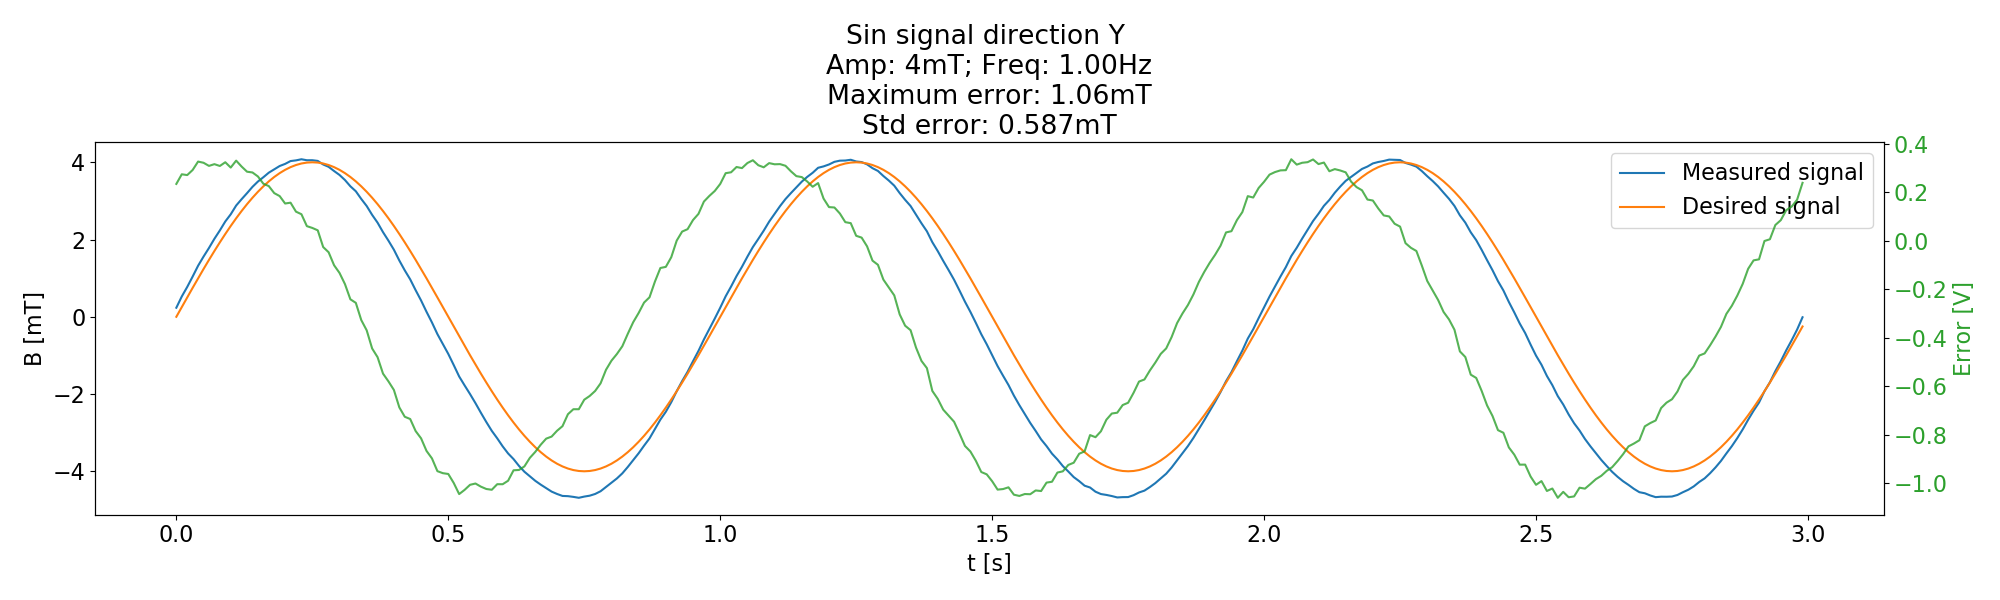 Sin signal direction Y
Amp: 4mT; Freq: 1.00Hz
Maximum error: 1.06mT
Std error: 0.587mT
4
2
0
−2
−4
B [mT]
0.0 0.5 1.0 1.5 2.0 2.5 3.0
t [s]
0.4
0.2
0.0
−0.2
−0.4
−0.6
−0.8
−1.0
Error [V]
Measured signal
Desired signal